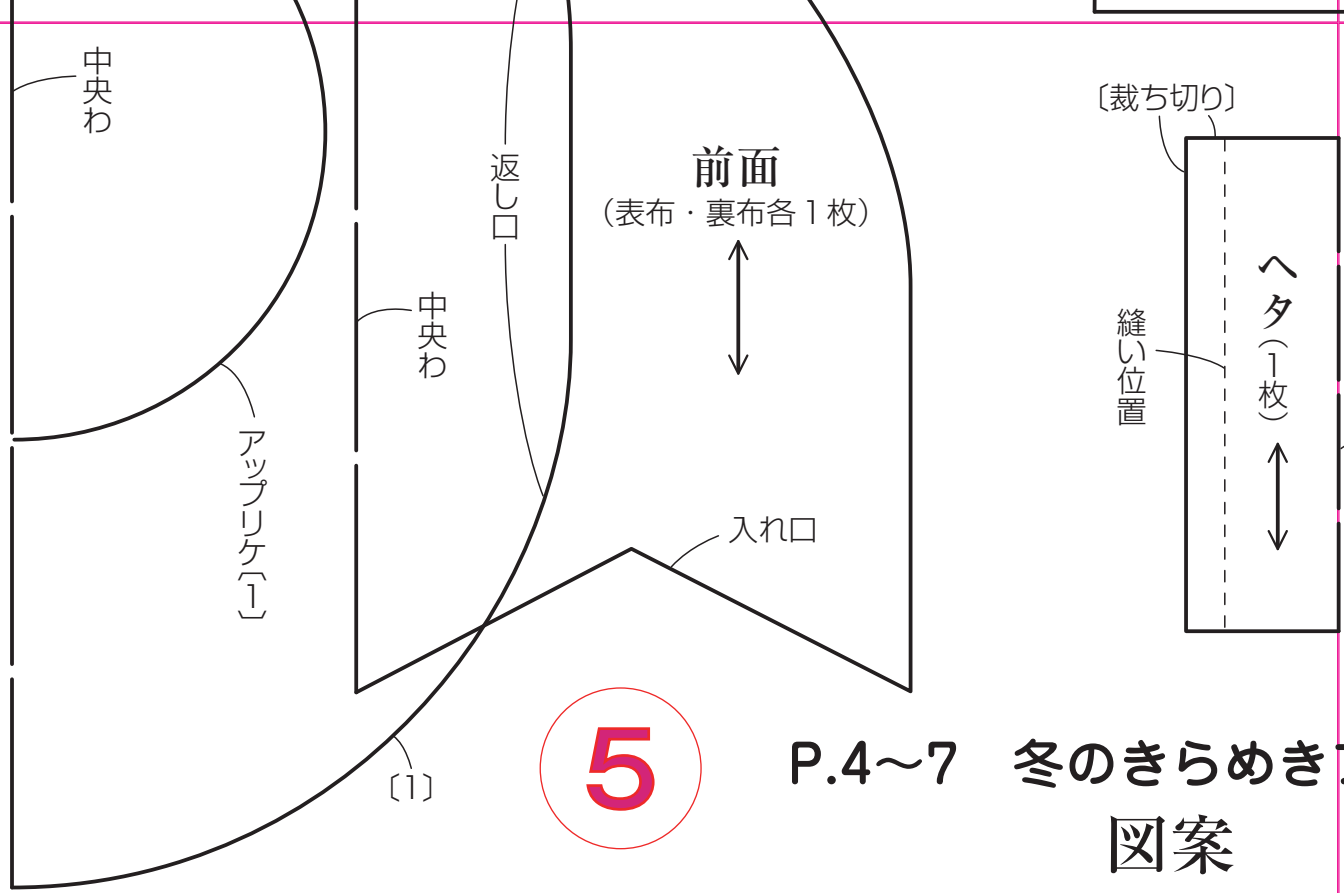 中央わ
返し口
前面
(表布・裏布各1枚)
〔裁ち切り〕
中央わ
縫い位置
ヘタ(1枚)
アップリケ〔1〕
入れ口
〔1〕
5
P.4〜7 冬のきらめき
図案